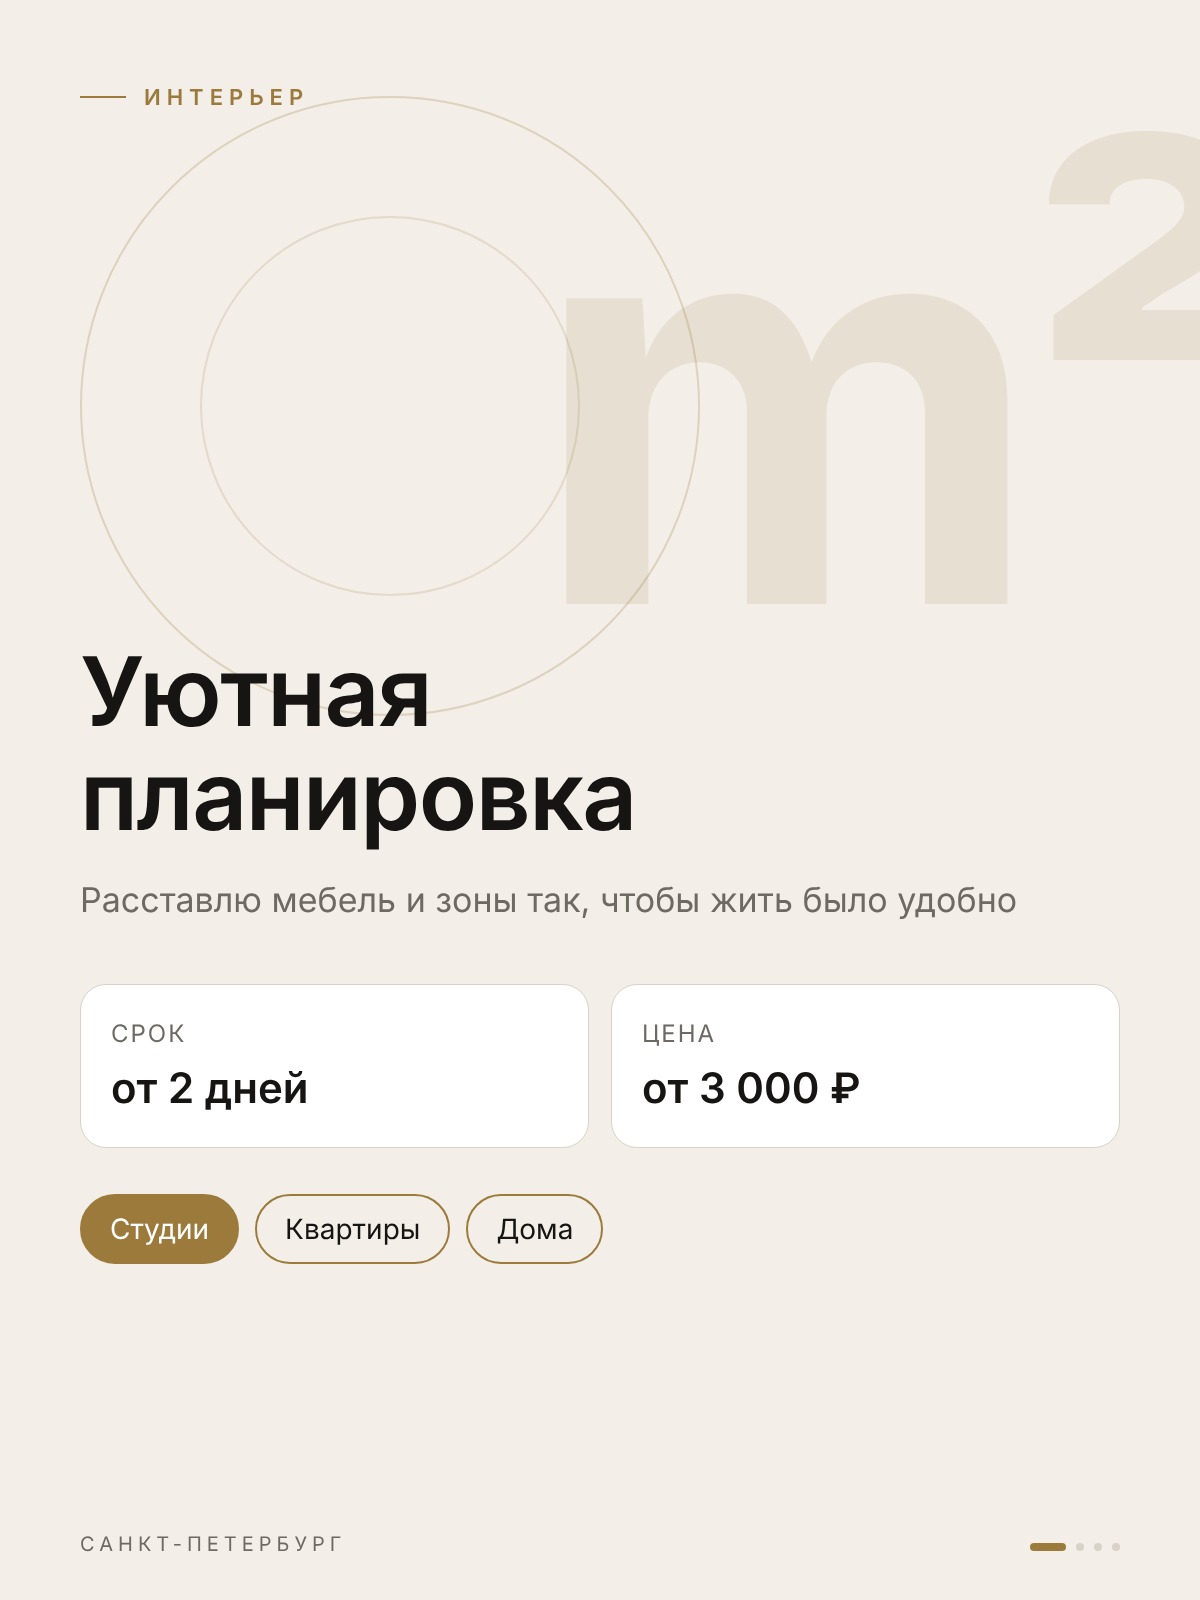 ИНТЕРЬЕР
m²
Уютная
планировка
Расставлю мебель и зоны так, чтобы жить было удобно
СРОК
от 2 дней
ЦЕНА
от 3 000 ₽
Студии
Квартиры
Дома
САНКТ-ПЕТЕРБУРГ